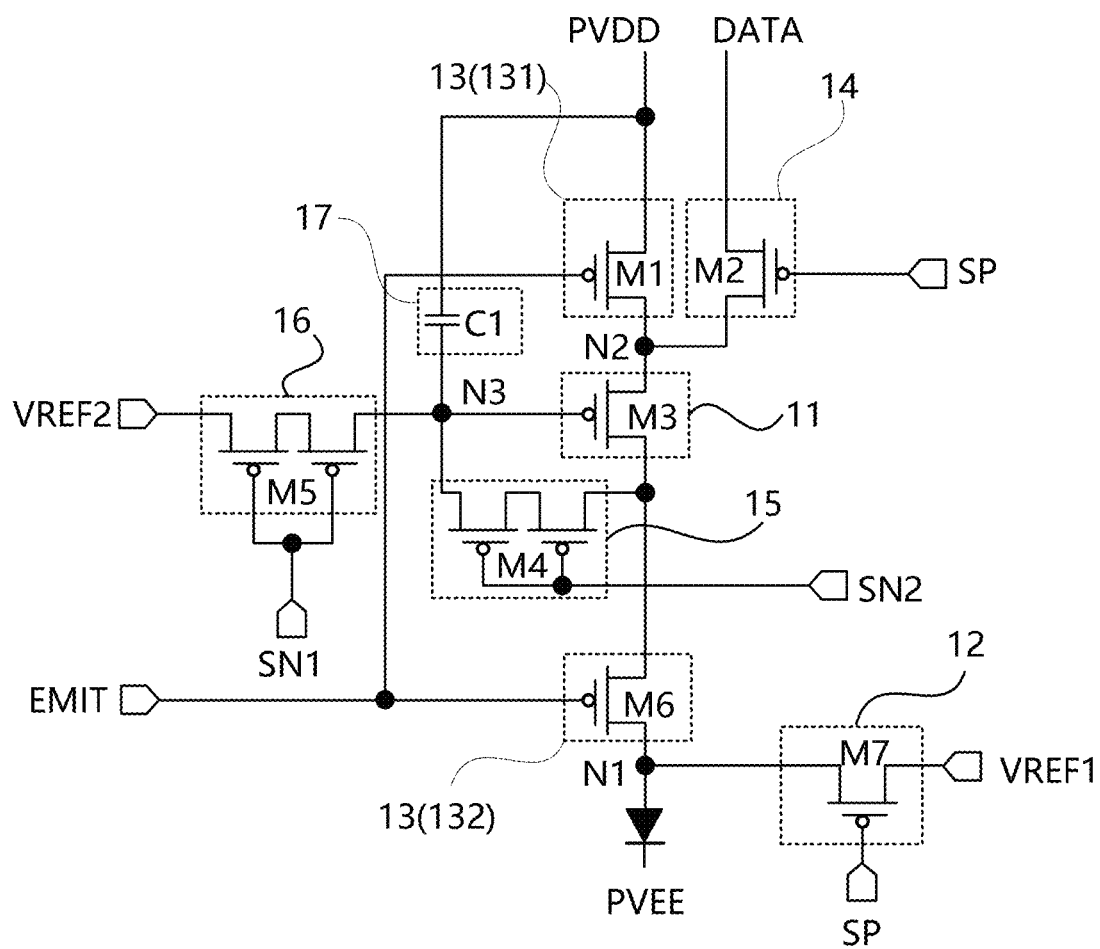 PVDD
DATA
13(131)
14
17
M1
M2
SP
16
C1
N2
N3
VREF2
M3
11
M5
15
M4
SN2
SN1
12
EMIT
M6
M7
N1
VREF1
13(132)
PVEE
SP